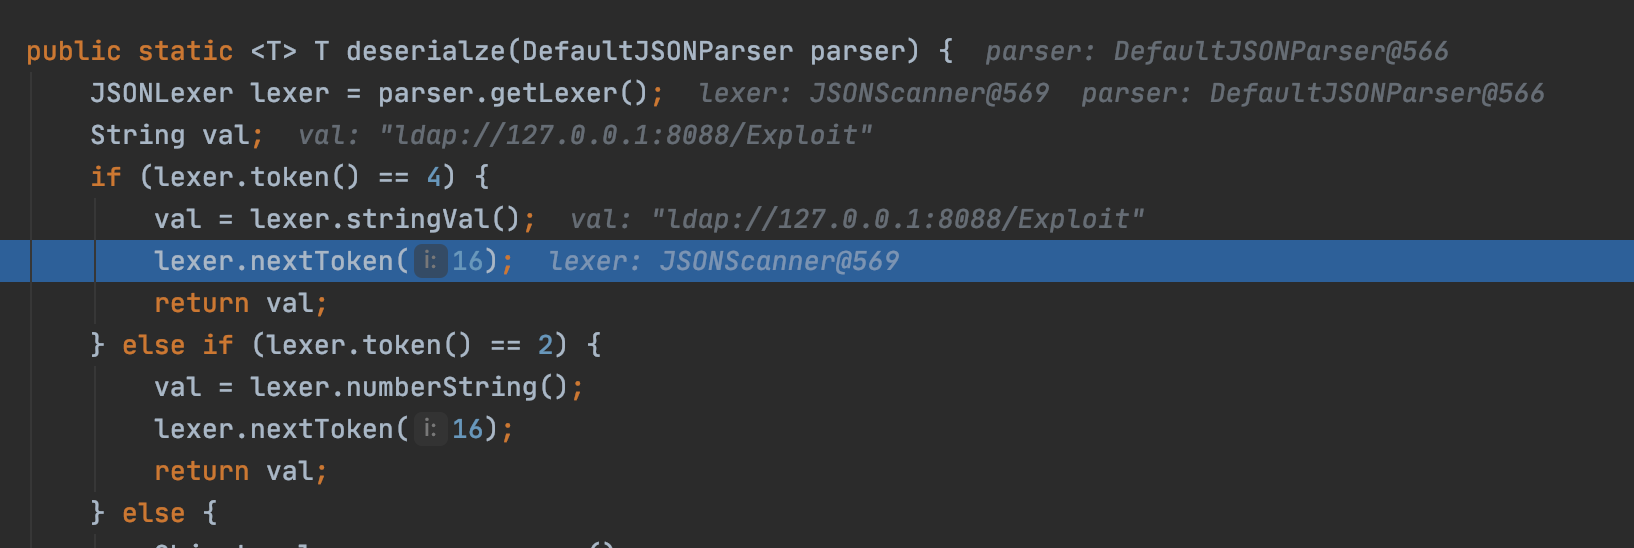 public static <T> T deserialze(DefaultJSONParser parser) {  parser: DefaultJSONParser@566
JSONLexer lexer = parser.getLexer();  lexer: JSONScanner@569  parser: DefaultJSONParser@566
String val;  val: "ldap://127.0.0.1:8088/Exploit"
if (lexer.token() == 4) {
val = lexer.stringVal();  val: "ldap://127.0.0.1:8088/Exploit"
lexer.nextToken( i: 16);  lexer: JSONScanner@569
return val;
} else if (lexer.token() == 2) {
val = lexer.numberString();
lexer.nextToken( i: 16);
return val;
} else {